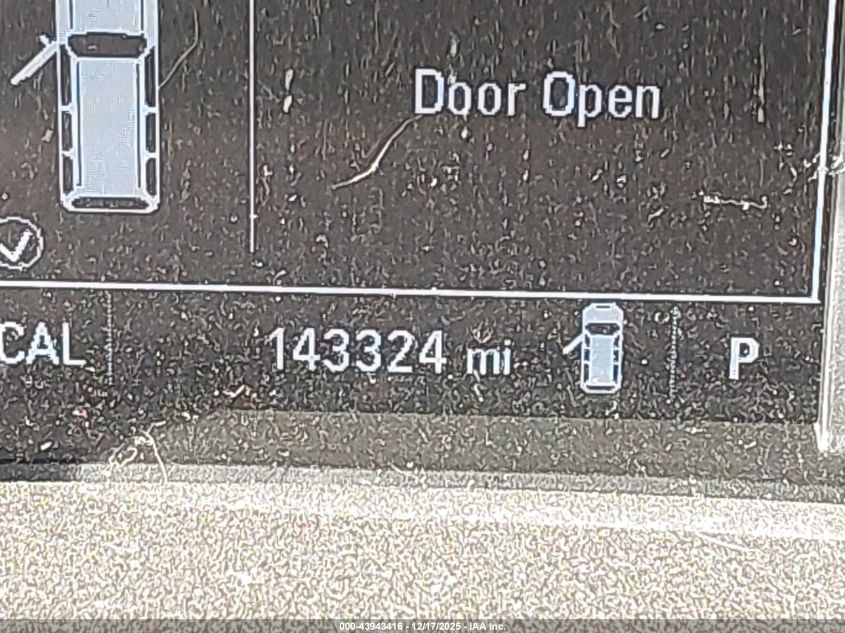 Door Open
CAL
143324 mi
P
000-43943416 - 12/17/2025 - IAA Inc.